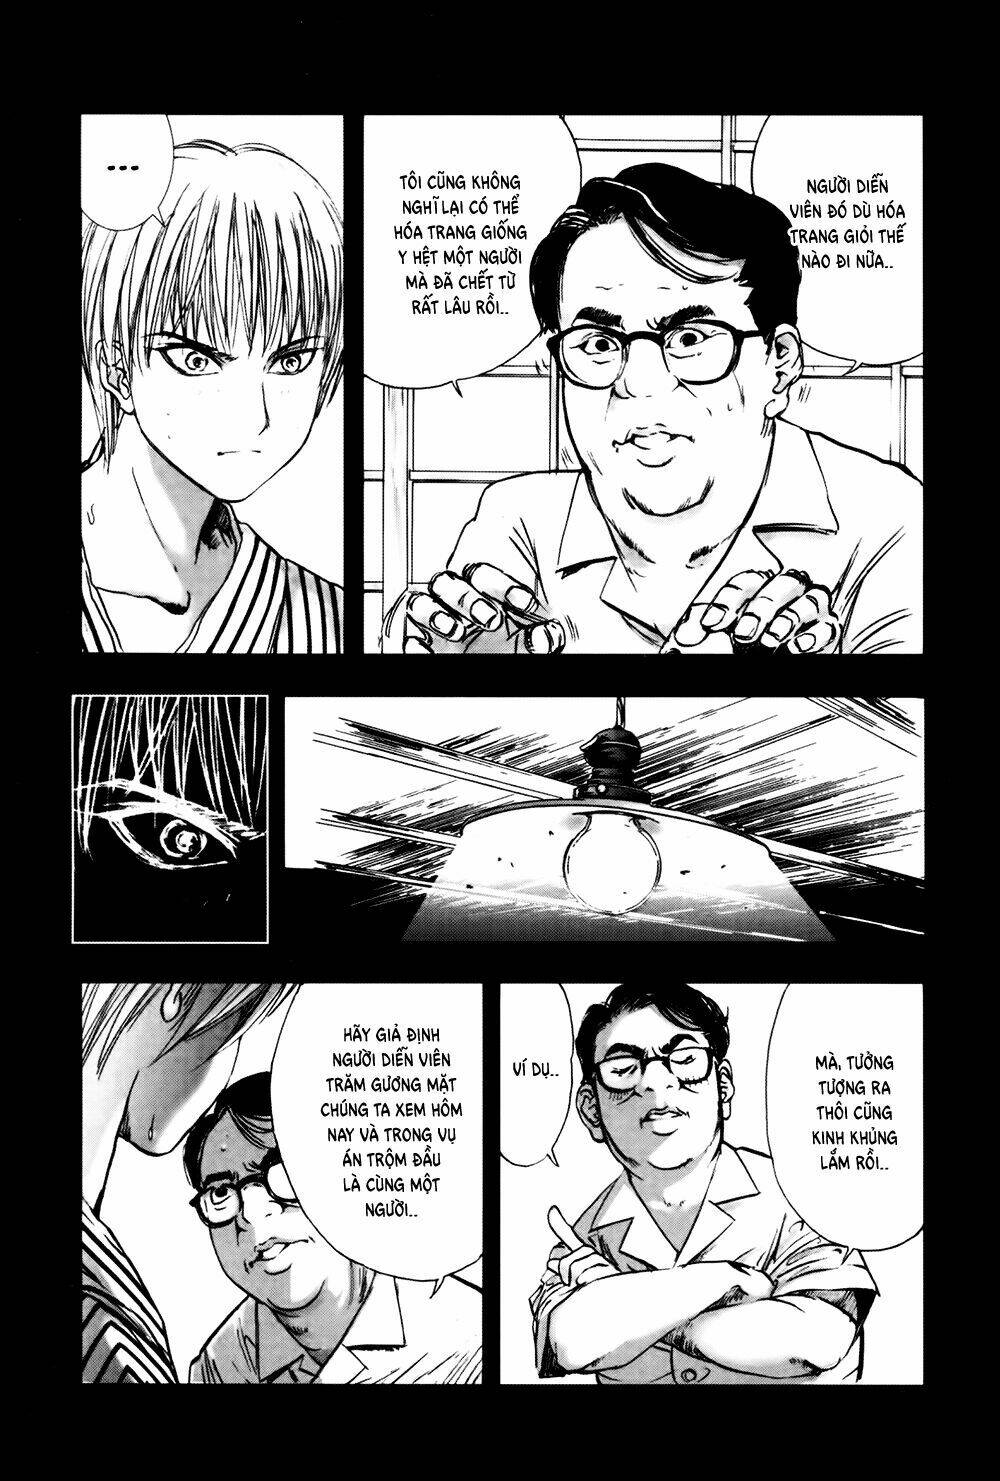 NGƯỜI DIỄN
VIÊN ĐÓ DÙ HÓA
TRANG GIỎI THẾ
NÀO ĐI NỮA..
TÔI CŨNG KHÔNG
NGHĨ LẠI CÓ THỂ
HÓA TRANG GIỐNG
Y HỆT MỘT NGƯỜI
MÀ ĐÃ CHẾT TỪ
RẤT LÂU RỒI..
...
MÀ, TƯỞNG
TƯỢNG RA
THÔI CŨNG
KINH KHỦNG
LẮM RỒI..
VÍ DỤ..
HÃY GIẢ ĐỊNH
NGƯỜI DIỄN VIÊN
TRĂM GƯƠNG MẶT
CHÚNG TA XEM HÔM
NAY VÀ TRONG VỤ
ÁN TRỘM ĐẦU
LÀ CÙNG MỘT
NGƯỜI..